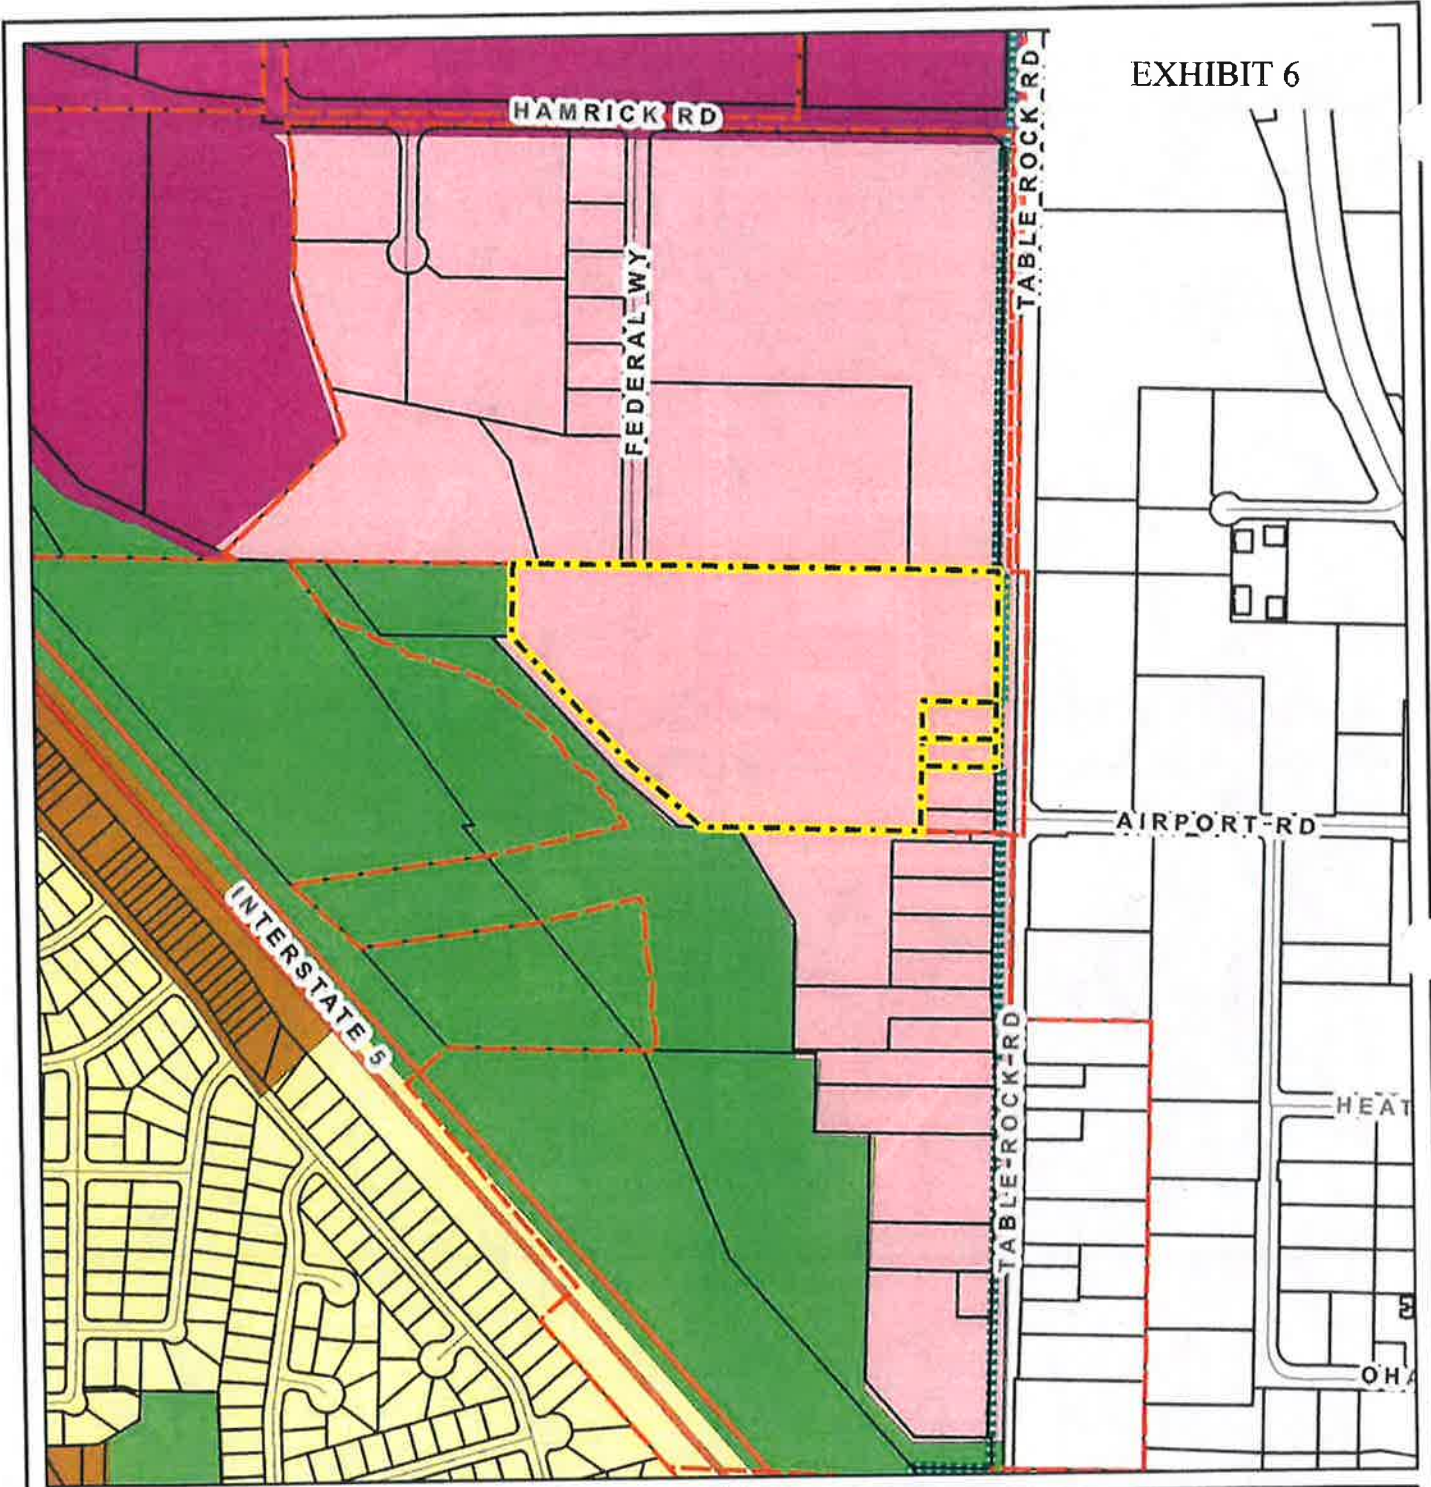 EXHIBIT 6
HAMRICK RD
TABLE ROCK RD
FEDERAL WY
AIRPORT RD
INTERSTATE 5
TABLE ROCK RD
HEAT
OHA